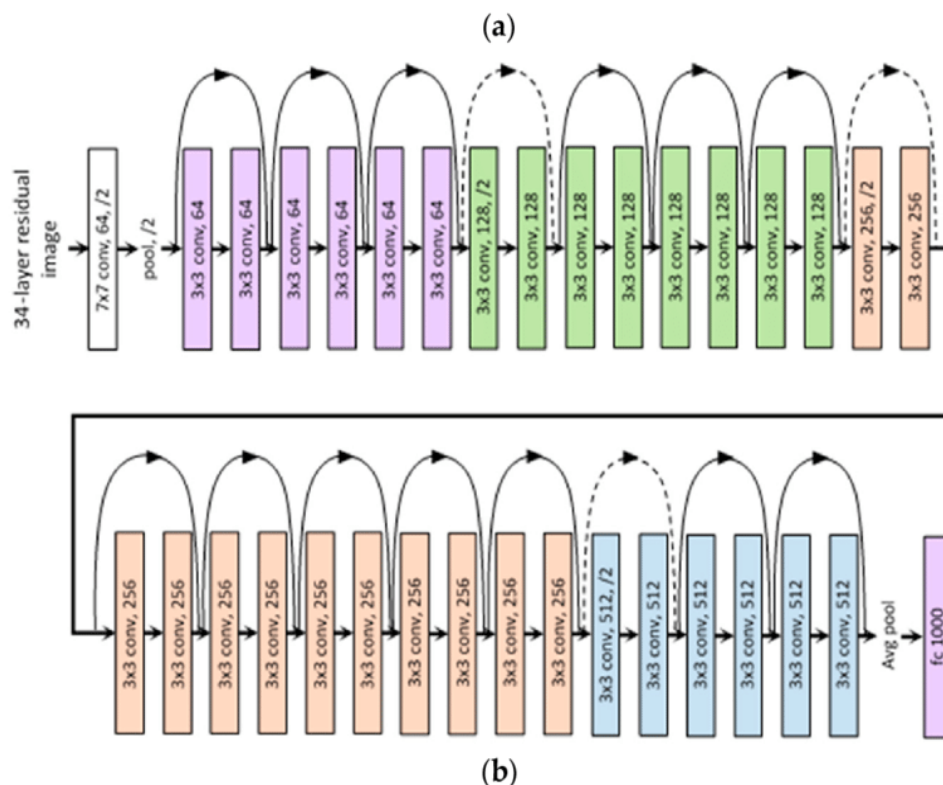 (a)
34-layer residual
image
7x7 conv, 64, /2
pool, /2
3x3 conv, 64
3x3 conv, 64
3x3 conv, 64
3x3 conv, 64
3x3 conv, 64
3x3 conv, 64
3x3 conv, 128, /2
3x3 conv, 128
3x3 conv, 128
3x3 conv, 128
3x3 conv, 128
3x3 conv, 128
3x3 conv, 128
3x3 conv, 128
3x3 conv, 256, /2
3x3 conv, 256
3x3 conv, 256
3x3 conv, 256
3x3 conv, 256
3x3 conv, 256
3x3 conv, 256
3x3 conv, 256
3x3 conv, 256
3x3 conv, 256
3x3 conv, 256
3x3 conv, 256
3x3 conv, 512, /2
3x3 conv, 512
3x3 conv, 512
3x3 conv, 512
3x3 conv, 512
3x3 conv, 512
Avg pool
fc 1000
(b)